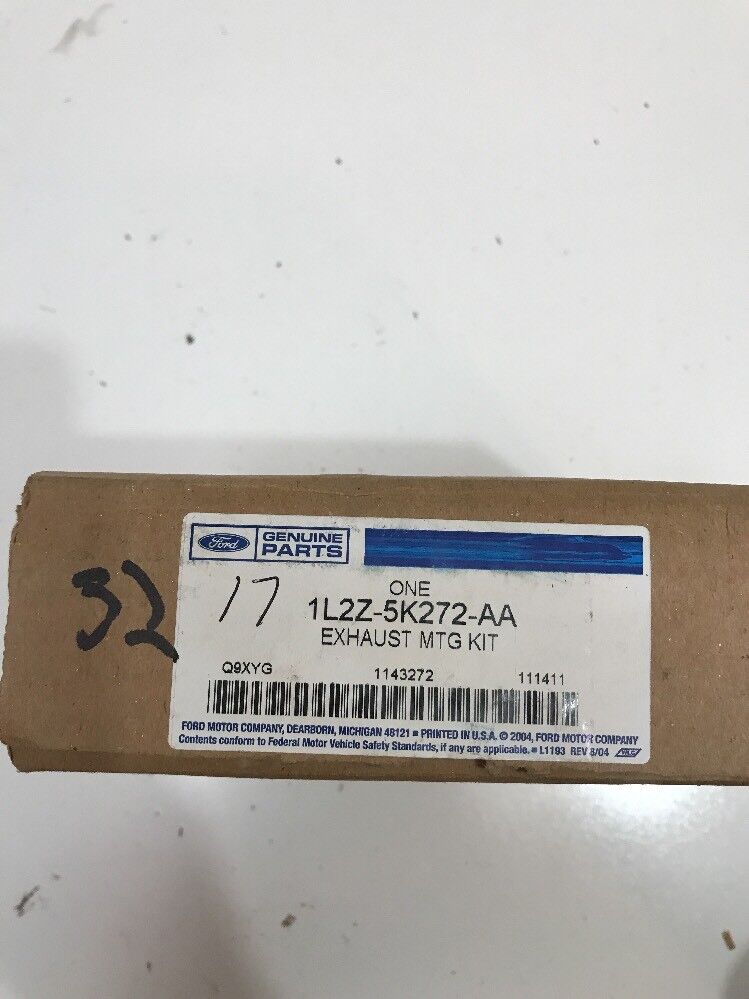 Ford
GENUINE
PARTS
32
17
ONE
1L2Z-5K272-AA
EXHAUST MTG KIT
Q9XYG 1143272 111411
FORD MOTOR COMPANY, DEARBORN, MICHIGAN 48121 ■ PRINTED IN U.S.A. © 2004, FORD MOTOR COMPANY
Contents conform to Federal Motor Vehicle Safety Standards, if any are applicable. ■ L1193 REV 8/04